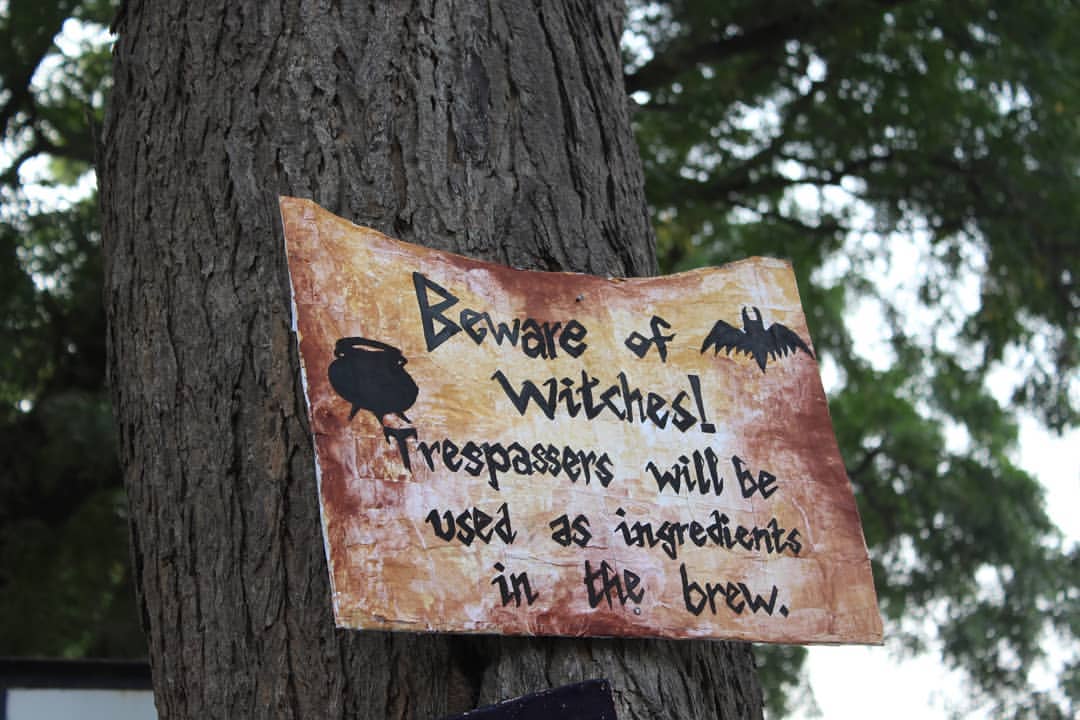 Beware of
Witches!
Trespassers will be
used as ingredients
in the brew.